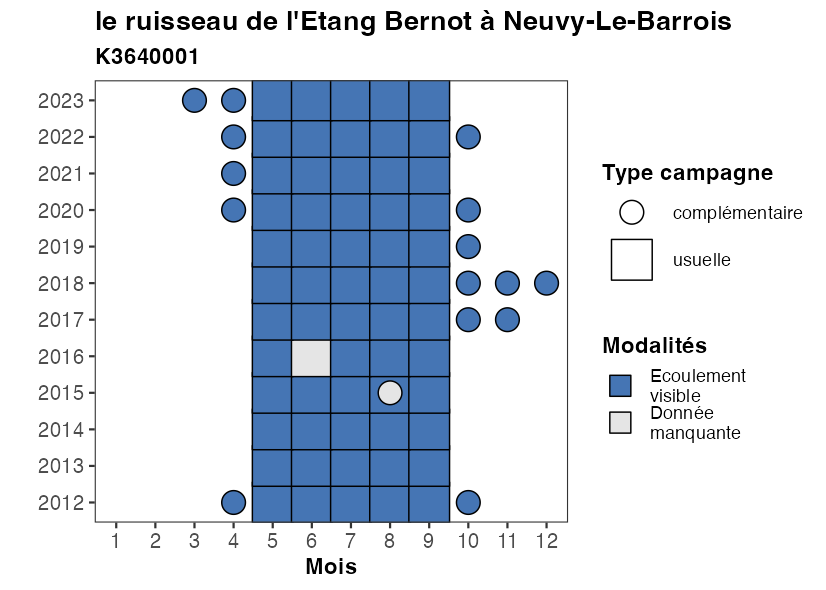 le ruisseau de l'Etang Bernot à Neuvy-Le-Barrois
K3640001
2023
2022
2021
2020
2019
2018
2017
2016
2015
2014
2013
2012
1 2 3 4 5 6 7 8 9 10 11 12
Mois
Type campagne
complémentaire
usuelle
Modalités
Ecoulement
visible
Donnée
manquante